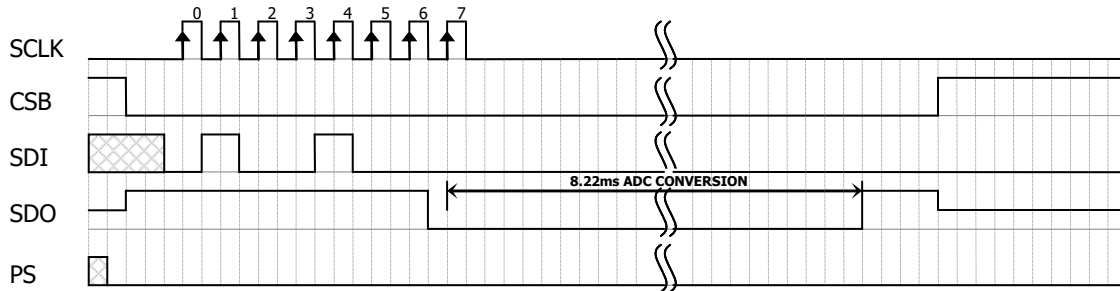 0 1 2 3 4 5 6 7
SCLK
CSB
SDI
8.22ms ADC CONVERSION
SDO
PS